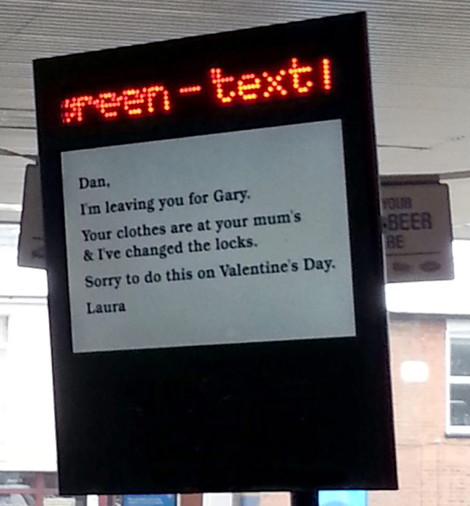 reen - text!
Dan,
I'm leaving you for Gary.
Your clothes are at your mum's
& I've changed the locks.
Sorry to do this on Valentine's Day.
Laura
YOUR
BEER
BE